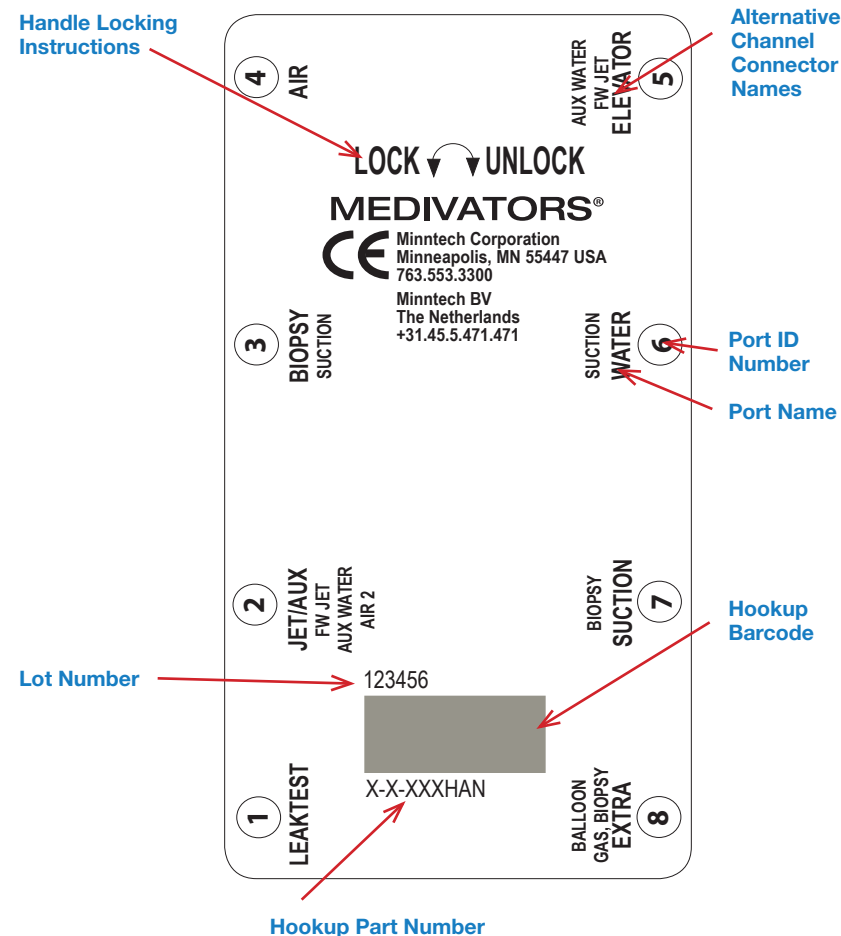 Handle Locking
Instructions
Alternative
Channel
Connector
Names
4
AIR
AUX WATER
FW JET
ELEVATOR
5
LOCK UNLOCK
MEDIVATORS®
CE
Minntech Corporation
Minneapolis, MN 55447 USA
763.553.3300
Minntech BV
The Netherlands
+31.45.5.471.471
3
BIOPSY
SUCTION
SUCTION
WATER
6
Port ID
Number
Port Name
2
JET/AUX
FW JET
AUX WATER
AIR 2
BIOPSY
SUCTION
7
Hookup
Barcode
Lot Number
123456
X-X-XXXHAN
1
LEAKTEST
BALLOON
GAS, BIOPSY
EXTRA
8
Hookup Part Number